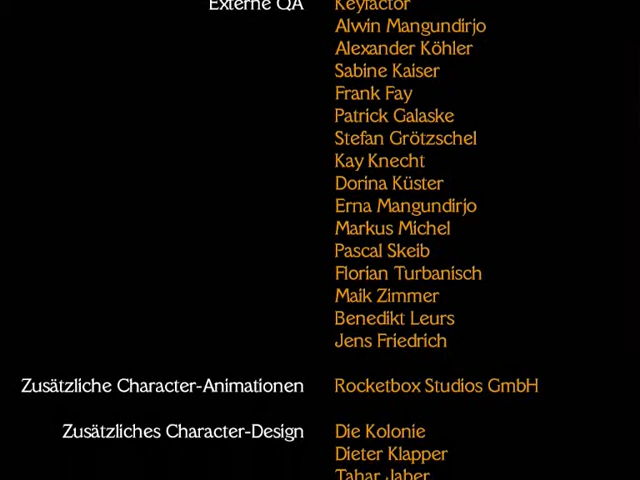 Externe QA Keyfactor
Alwin Mangundirjo
Alexander Köhler
Sabine Kaiser
Frank Fay
Patrick Galaske
Stefan Grötzschel
Kay Knecht
Dorina Küster
Erna Mangundirjo
Markus Michel
Pascal Skeib
Florian Turbanisch
Maik Zimmer
Benedikt Leurs
Jens Friedrich
Zusätzliche Character-Animationen Rocketbox Studios GmbH
Zusätzliches Character-Design Die Kolonie
Dieter Klapper
Tahar Jaber